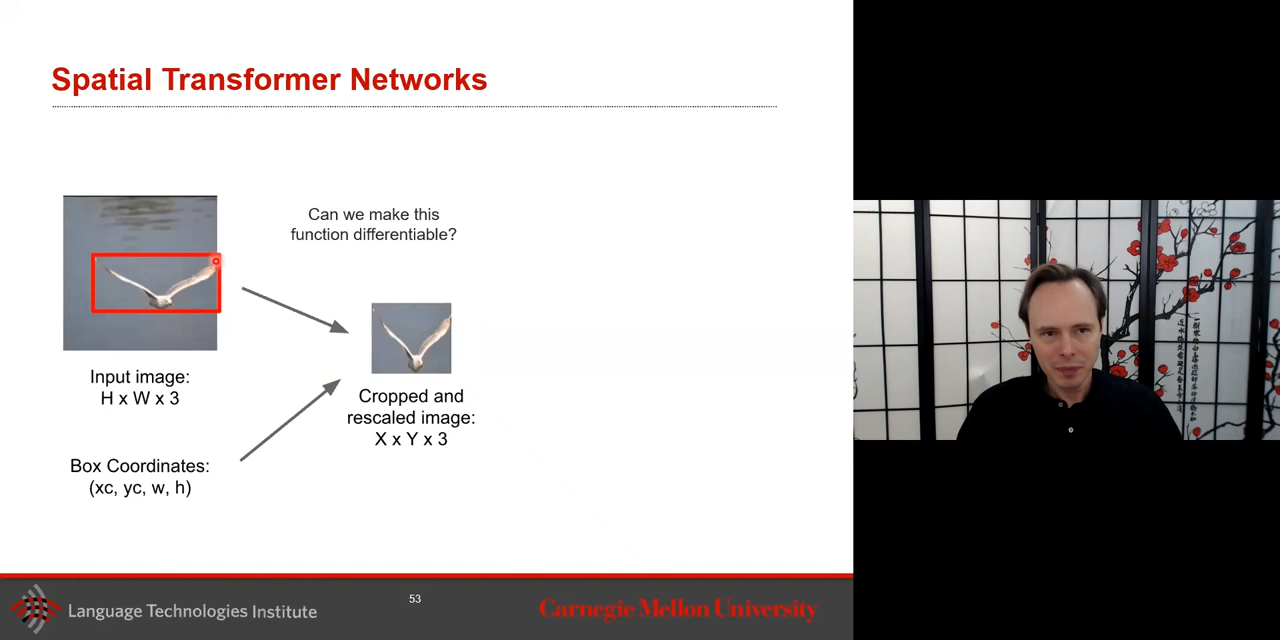 Spatial Transformer Networks
Can we make this
function differentiable?
Input image:
H x W x 3
Cropped and
rescaled image:
X x Y x 3
Box Coordinates:
(xc, yc, w, h)
53
Language Technologies Institute
Carnegie Mellon University